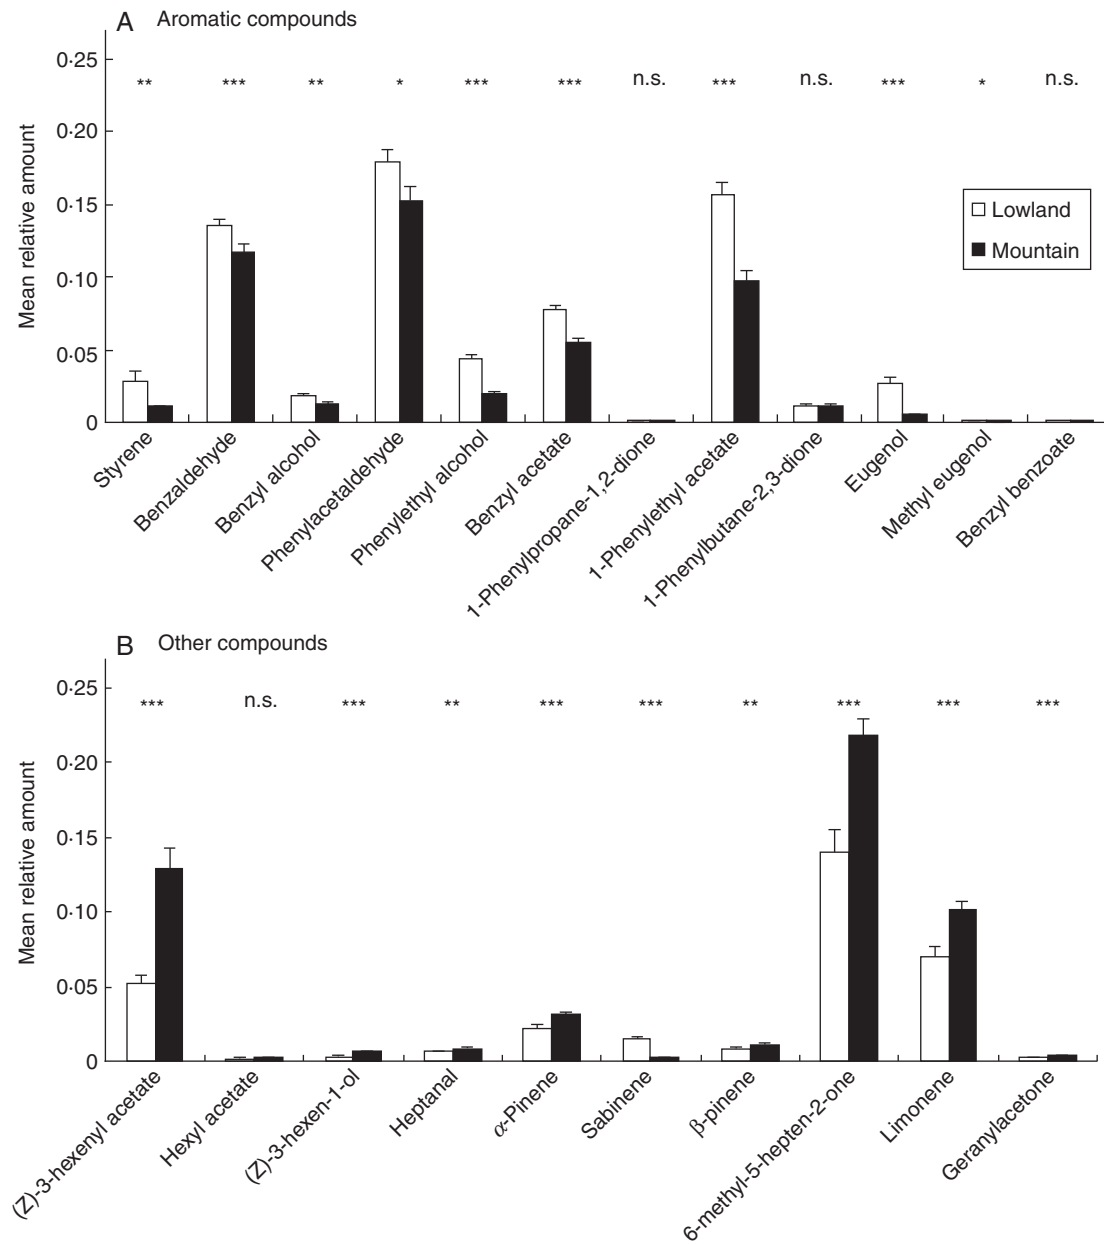 A Aromatic compounds
0·25
** *** ** * *** *** n.s. *** n.s. *** * n.s.
0·20
0·15
0·10
0·05
0
Mean relative amount
Lowland
Mountain
Styrene
Benzaldehyde
Benzyl alcohol
Phenylacetaldehyde
Phenylethyl alcohol
Benzyl acetate
1-Phenylpropane-1,2-dione
1-Phenylethyl acetate
1-Phenylbutane-2,3-dione
Eugenol
Methyl eugenol
Benzyl benzoate
B Other compounds
0·25
*** n.s. *** ** *** *** ** *** *** ***
0·20
0·15
0·10
0·05
0
Mean relative amount
(Z)-3-hexenyl acetate
Hexyl acetate
(Z)-3-hexen-1-ol
Heptanal
α-Pinene
Sabinene
β-pinene
6-methyl-5-hepten-2-one
Limonene
Geranylacetone